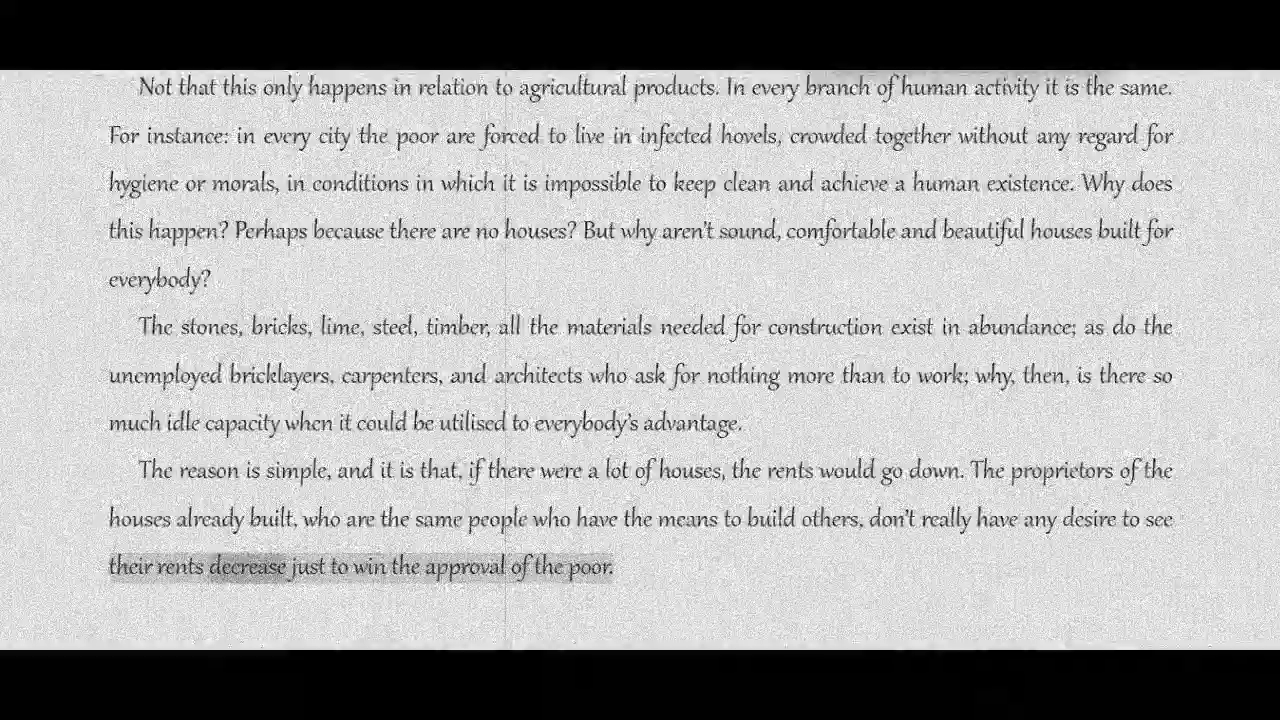 Not that this only happens in relation to agricultural products. In every branch of human activity it is the same.
For instance: in every city the poor are forced to live in infected hovels, crowded together without any regard for
hygiene or morals, in conditions in which it is impossible to keep clean and achieve a human existence. Why does
this happen? Perhaps because there are no houses? But why aren't sound, comfortable and beautiful houses built for
everybody?
The stones, bricks, lime, steel, timber, all the materials needed for construction exist in abundance; as do the
unemployed bricklayers, carpenters, and architects who ask for nothing more than to work; why, then, is there so
much idle capacity when it could be utilised to everybody's advantage.
The reason is simple, and it is that, if there were a lot of houses, the rents would go down. The proprietors of the
houses already built, who are the same people who have the means to build others, don't really have any desire to see
their rents decrease just to win the approval of the poor.